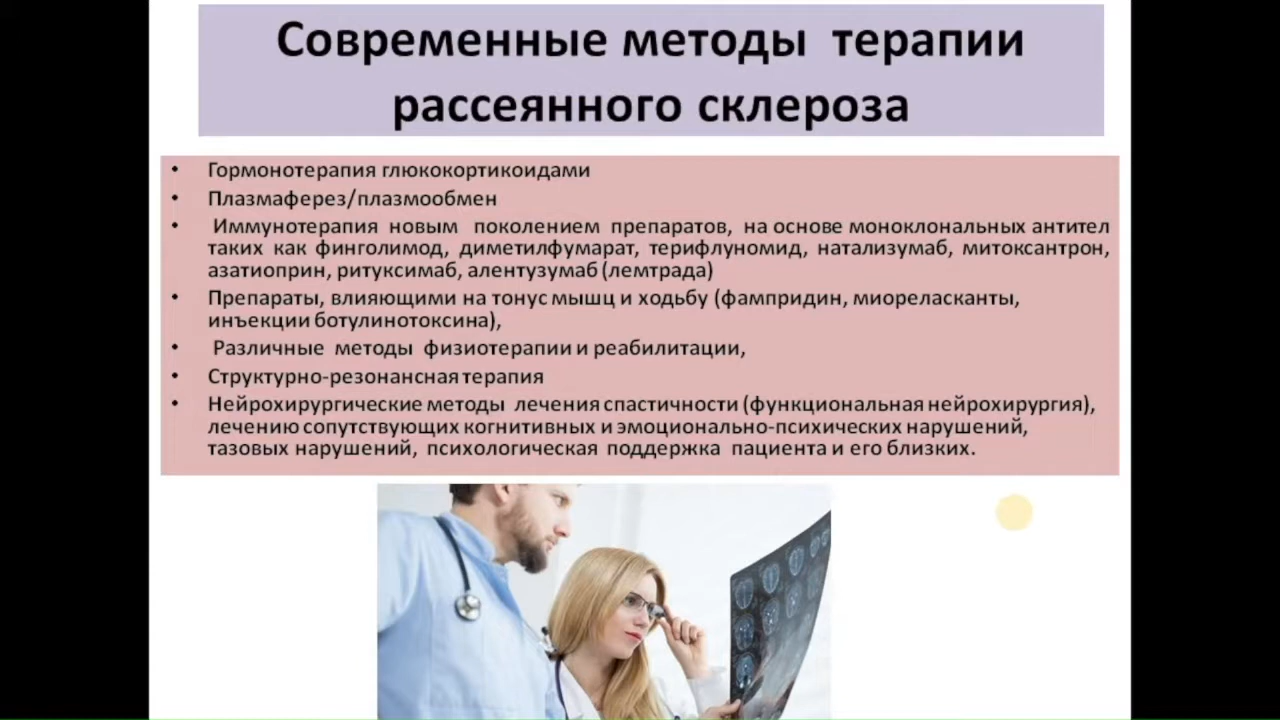 Современные методы терапии
рассеянного склероза
• Гормонотерапия глюкокортикоидами
• Плазмаферез/плазмообмен
• Иммунотерапия новым поколением препаратов, на основе моноклональных антител
таких как финголимод, диметилфумарат, терифлуномид, натализумаб, митоксантрон,
азатиоприн, ритуксимаб, алентузумаб (лемтрада)
• Препараты, влияющими на тонус мышц и ходьбу (фампридин, миореласканты,
инъекции ботулинотоксина),
• Различные методы физиотерапии и реабилитации,
• Структурно-резонансная терапия
• Нейрохирургические методы лечения спастичности (функциональная нейрохирургия),
лечению сопутствующих когнитивных и эмоционально-психических нарушений,
тазовых нарушений, психологическая поддержка пациента и его близких.